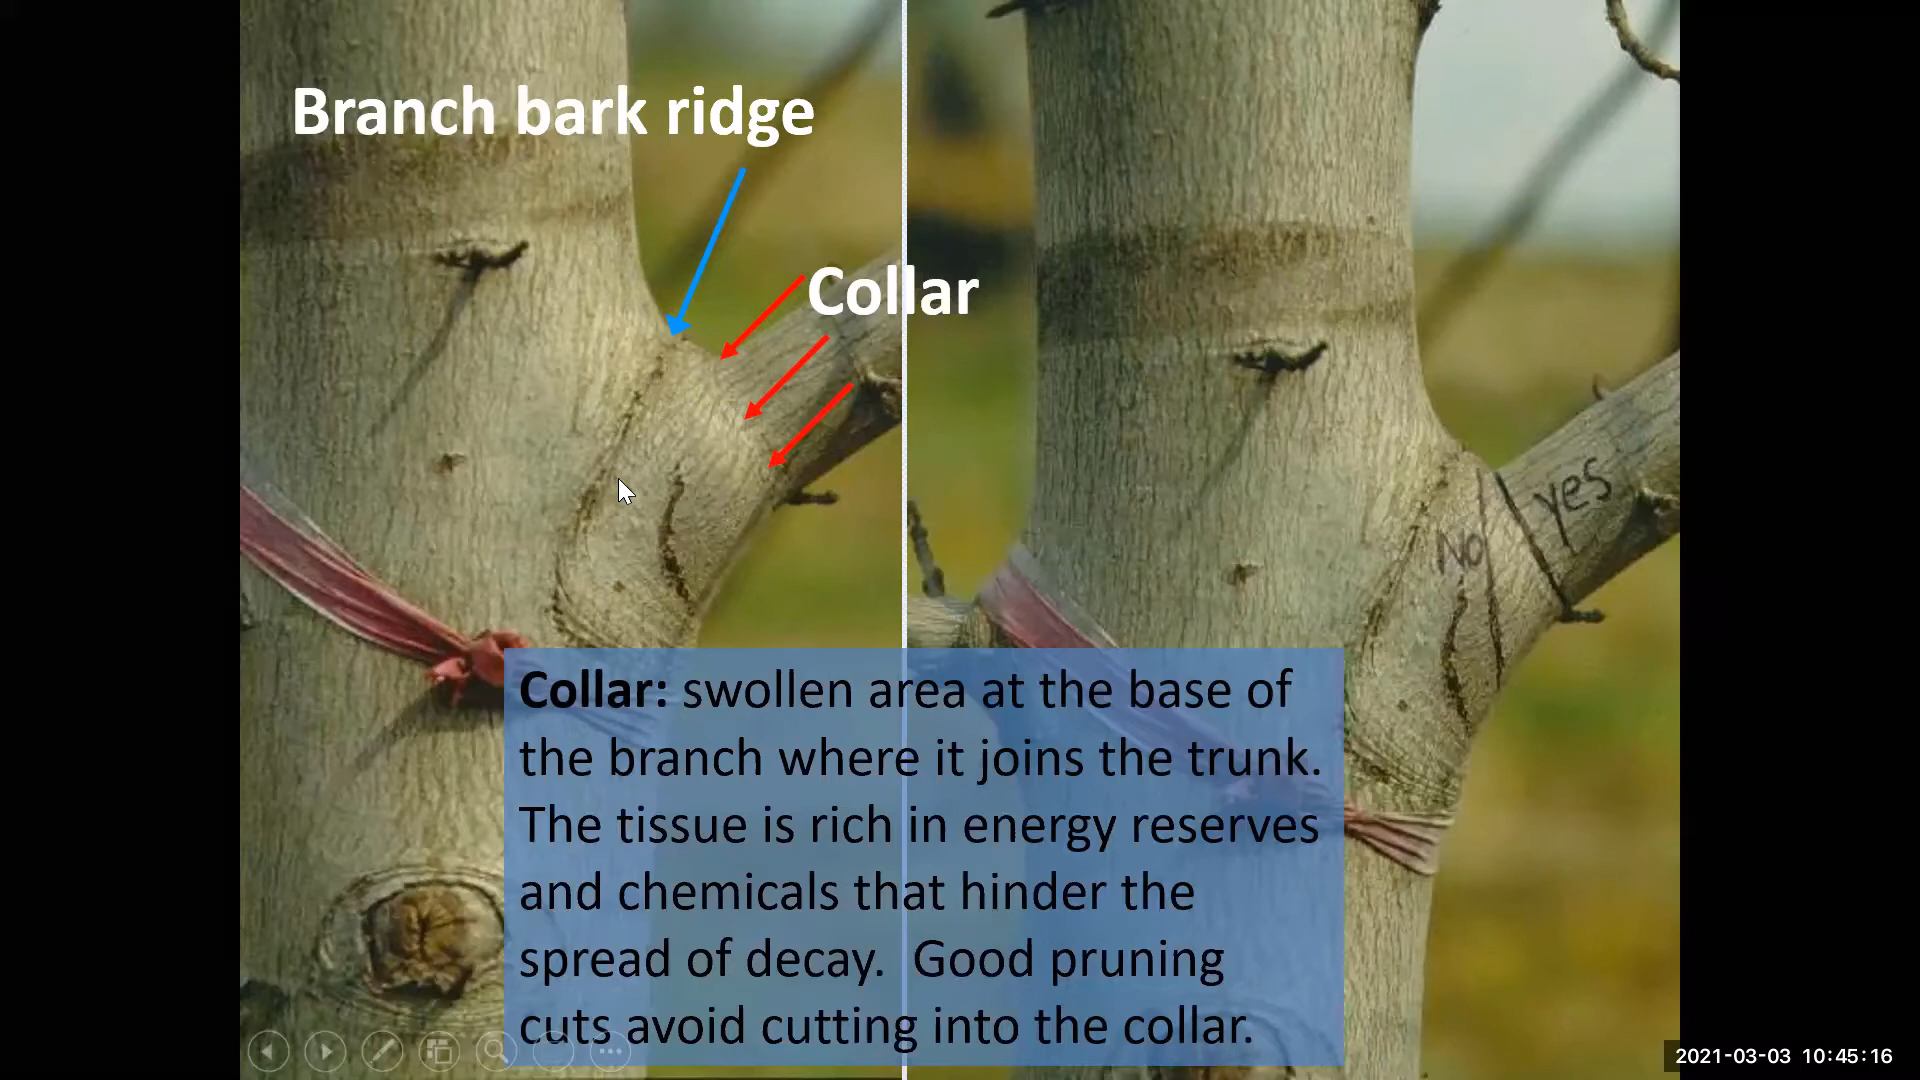 Branch bark ridge
Collar
No
yes
Collar: swollen area at the base of
the branch where it joins the trunk.
The tissue is rich in energy reserves
and chemicals that hinder the
spread of decay.  Good pruning
cuts avoid cutting into the collar.
2021-03-03 10:45:16